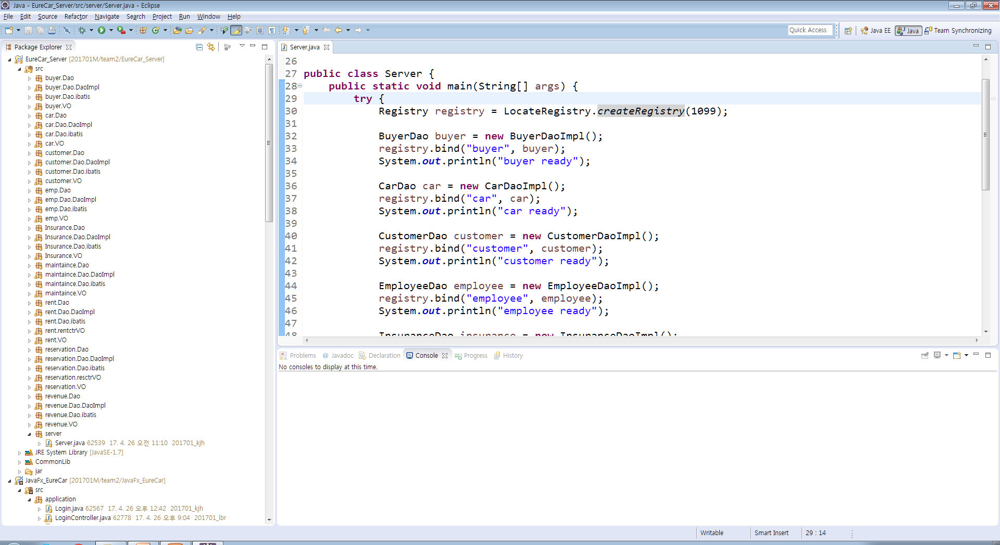 Java - EureCar_Server/src/server/Server.java - Eclipse
File Edit Source Refactor Navigate Search Project Run Window Help
Quick Access Java EE Java Team Synchronizing
Package Explorer
EureCar_Server [201701M/team2/EureCar_Server]
src
buyer.Dao
buyer.Dao.DaoImpl
buyer.Dao.ibatis
buyer.VO
car.Dao
car.Dao.DaoImpl
car.Dao.ibatis
car.VO
customer.Dao
customer.Dao.DaoImpl
customer.Dao.ibatis
customer.VO
emp.Dao
emp.Dao.DaoImpl
emp.Dao.ibatis
emp.VO
Insurance.Dao
Insurance.Dao.DaoImpl
Insurance.Dao.ibatis
Insurance.VO
maintaince.Dao
maintaince.Dao.DaoImpl
maintaince.Dao.ibatis
maintaince.VO
rent.Dao
rent.Dao.DaoImpl
rent.Dao.ibatis
rent.rentctrVO
rent.VO
reservation.Dao
reservation.Dao.DaoImpl
reservation.Dao.ibatis
reservation.resctrVO
reservation.VO
revenue.Dao
revenue.Dao.DaoImpl
revenue.Dao.ibatis
revenue.VO
server
Server.java 62539 17. 4. 26 오전 11:10 201701_kjh
JRE System Library [JavaSE-1.7]
CommonLib
jar
JavaFx_EureCar [201701M/team2/JavaFx_EureCar]
src
application
Login.java 62567 17. 4. 26 오후 12:42 201701_kjh
LoginController.java 62778 17. 4. 26 오후 9:04 201701_lbr
Server.java
26
27 public class Server {
28 public static void main(String[] args) {
29 try {
30 Registry registry = LocateRegistry.createRegistry(1099);
31
32 BuyerDao buyer = new BuyerDaoImpl();
33 registry.bind("buyer", buyer);
34 System.out.println("buyer ready");
35
36 CarDao car = new CarDaoImpl();
37 registry.bind("car", car);
38 System.out.println("car ready");
39
40 CustomerDao customer = new CustomerDaoImpl();
41 registry.bind("customer", customer);
42 System.out.println("customer ready");
43
44 EmployeeDao employee = new EmployeeDaoImpl();
45 registry.bind("employee", employee);
46 System.out.println("employee ready");
47
48 InsuranceDao insurance = new InsuranceDaoImpl();
Problems @ Javadoc Declaration Console Progress History
No consoles to display at this time.
Writable Smart Insert 29 : 14